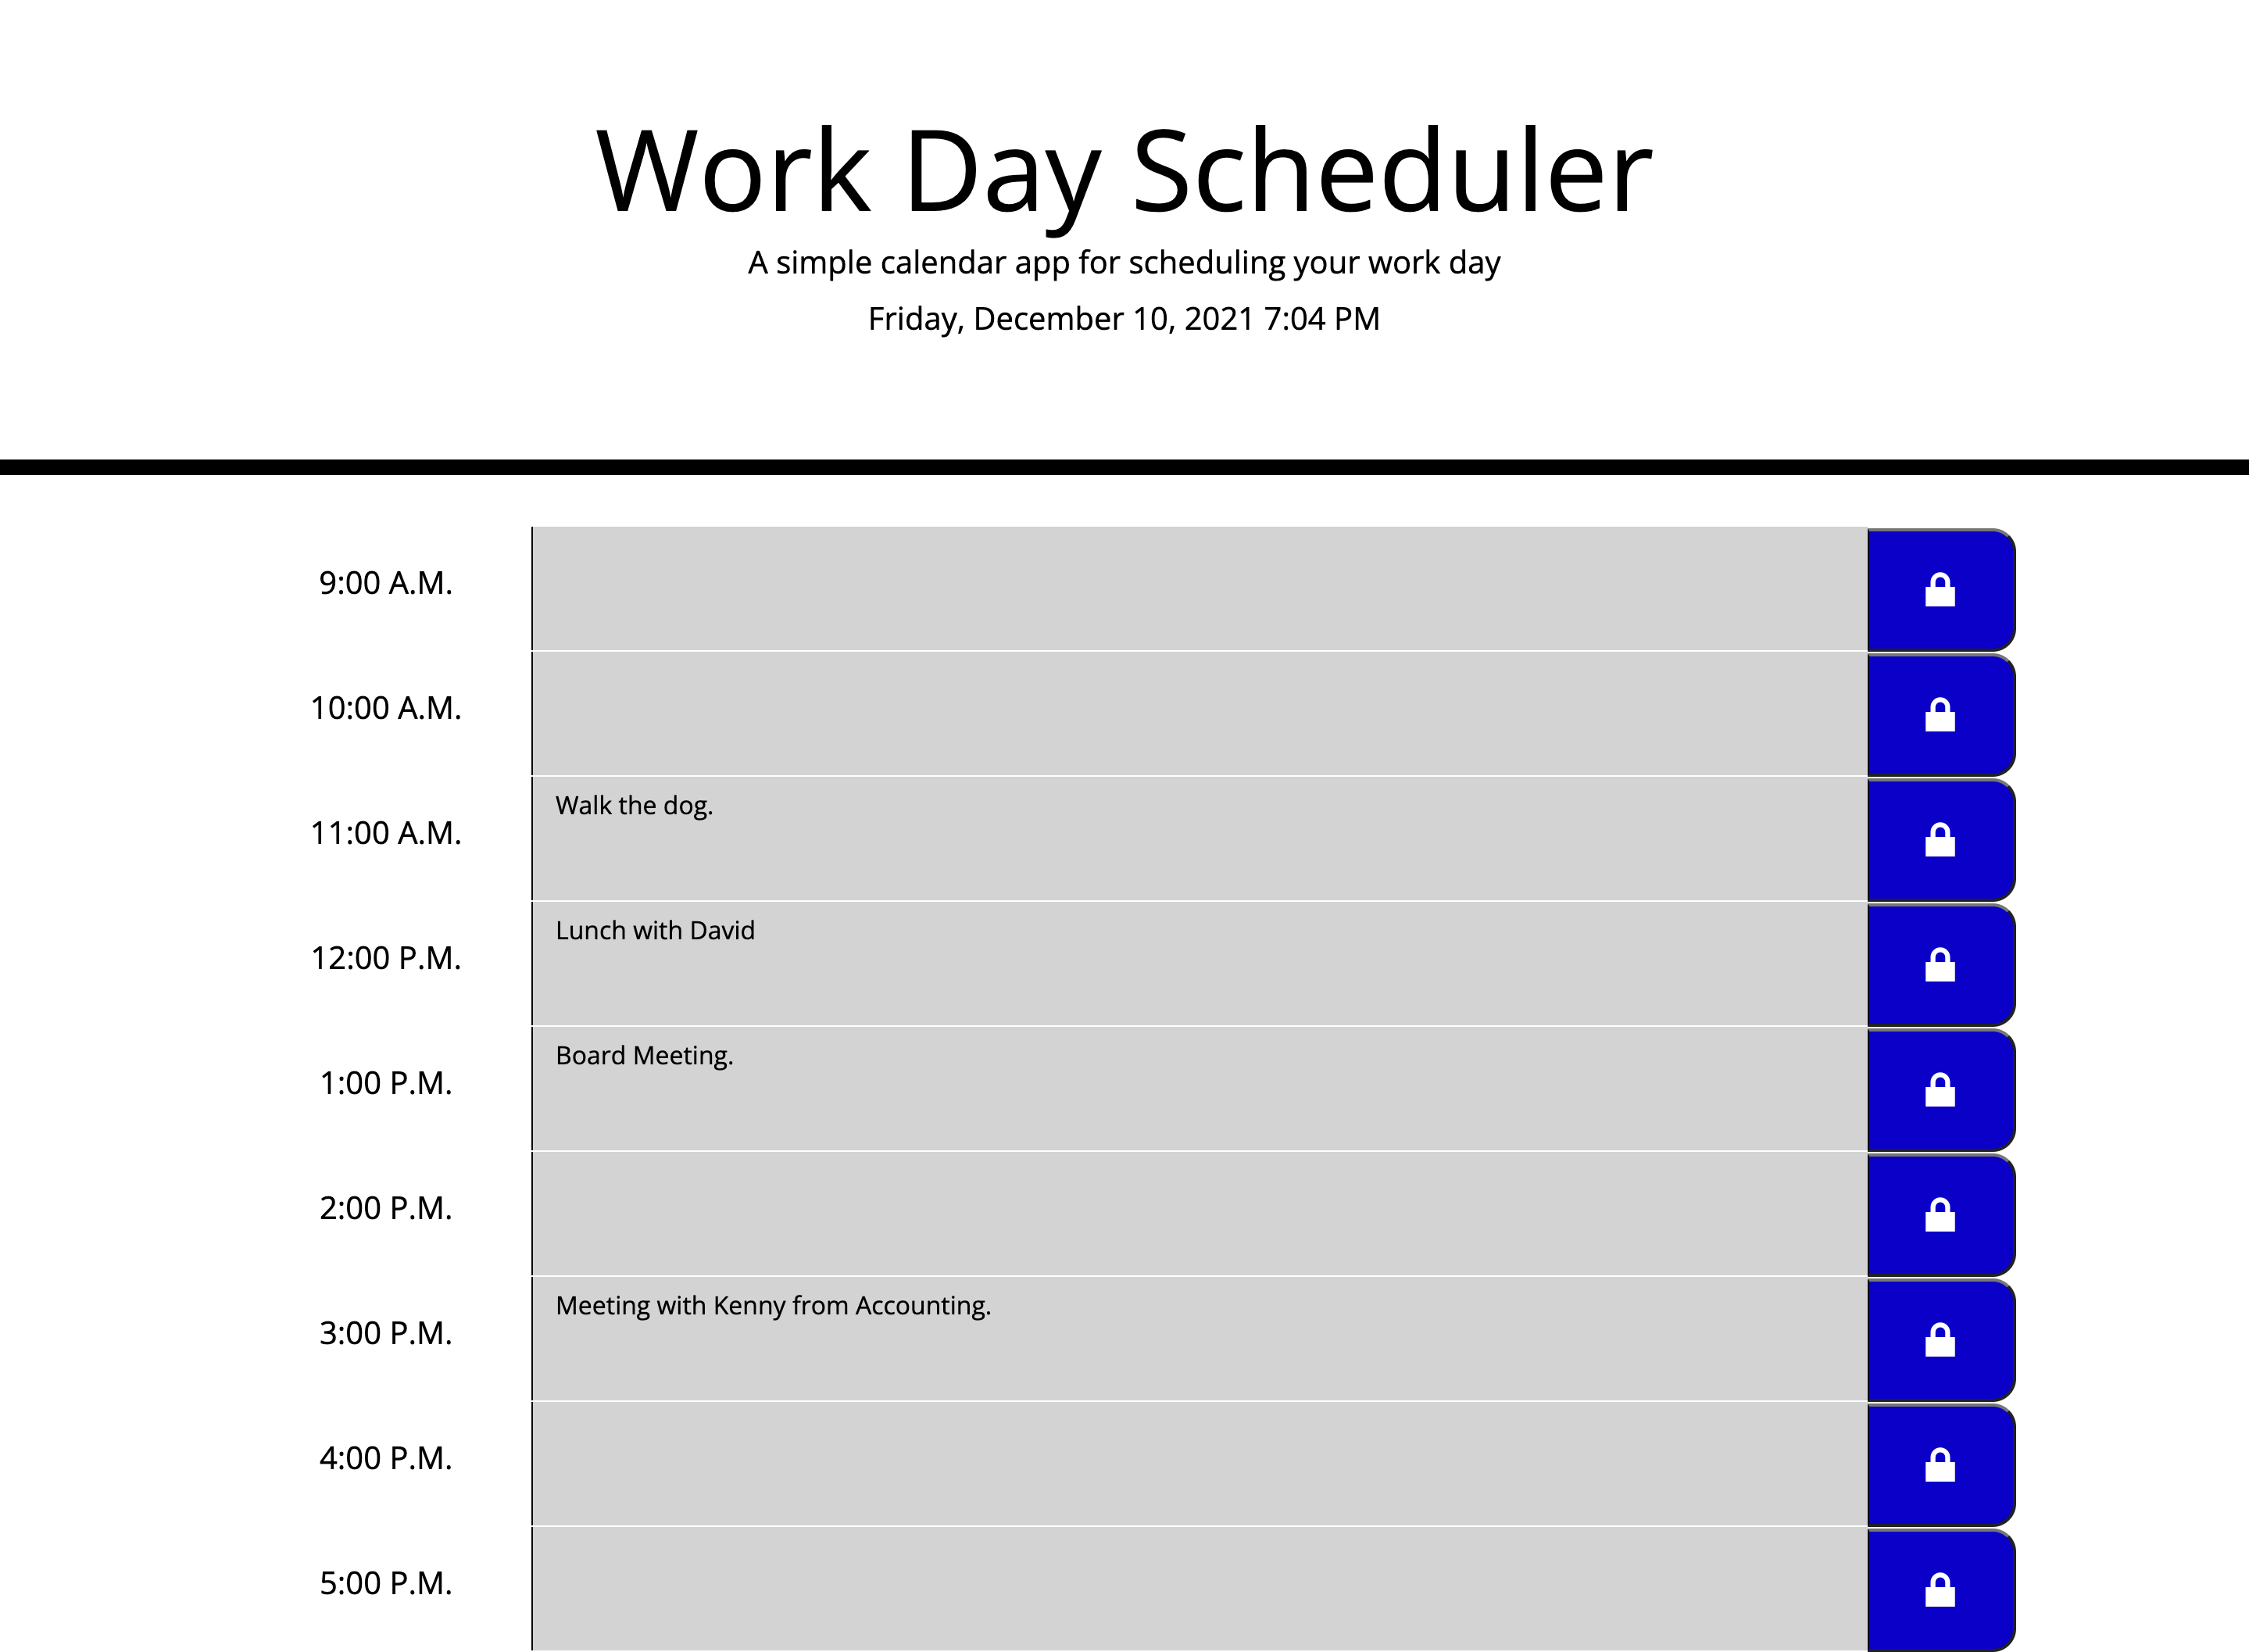 Work Day Scheduler
A simple calendar app for scheduling your work day
Friday, December 10, 2021 7:04 PM
9:00 A.M.
10:00 A.M.
11:00 A.M. Walk the dog.
12:00 P.M. Lunch with David
1:00 P.M. Board Meeting.
2:00 P.M.
3:00 P.M. Meeting with Kenny from Accounting.
4:00 P.M.
5:00 P.M.